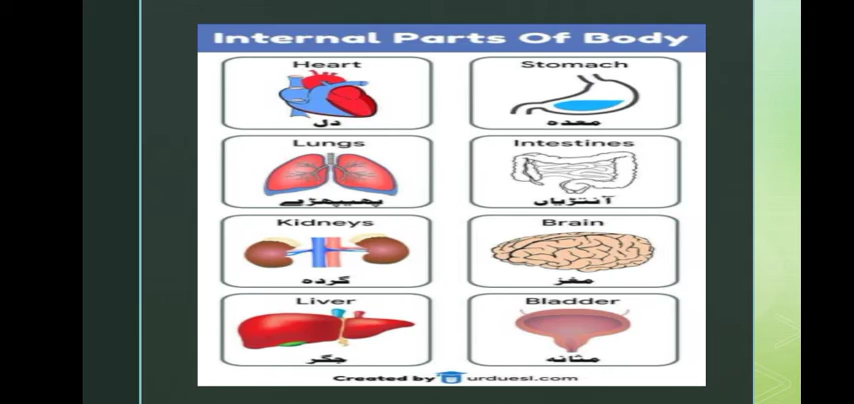 Internal Parts Of Body
Heart
دل
Stomach
معدہ
Lungs
پھیپھڑے
Intestines
آنتڑیاں
Kidneys
گردہ
Brain
مغز
Liver
جگر
Bladder
مثانہ
Created by urduesl.com